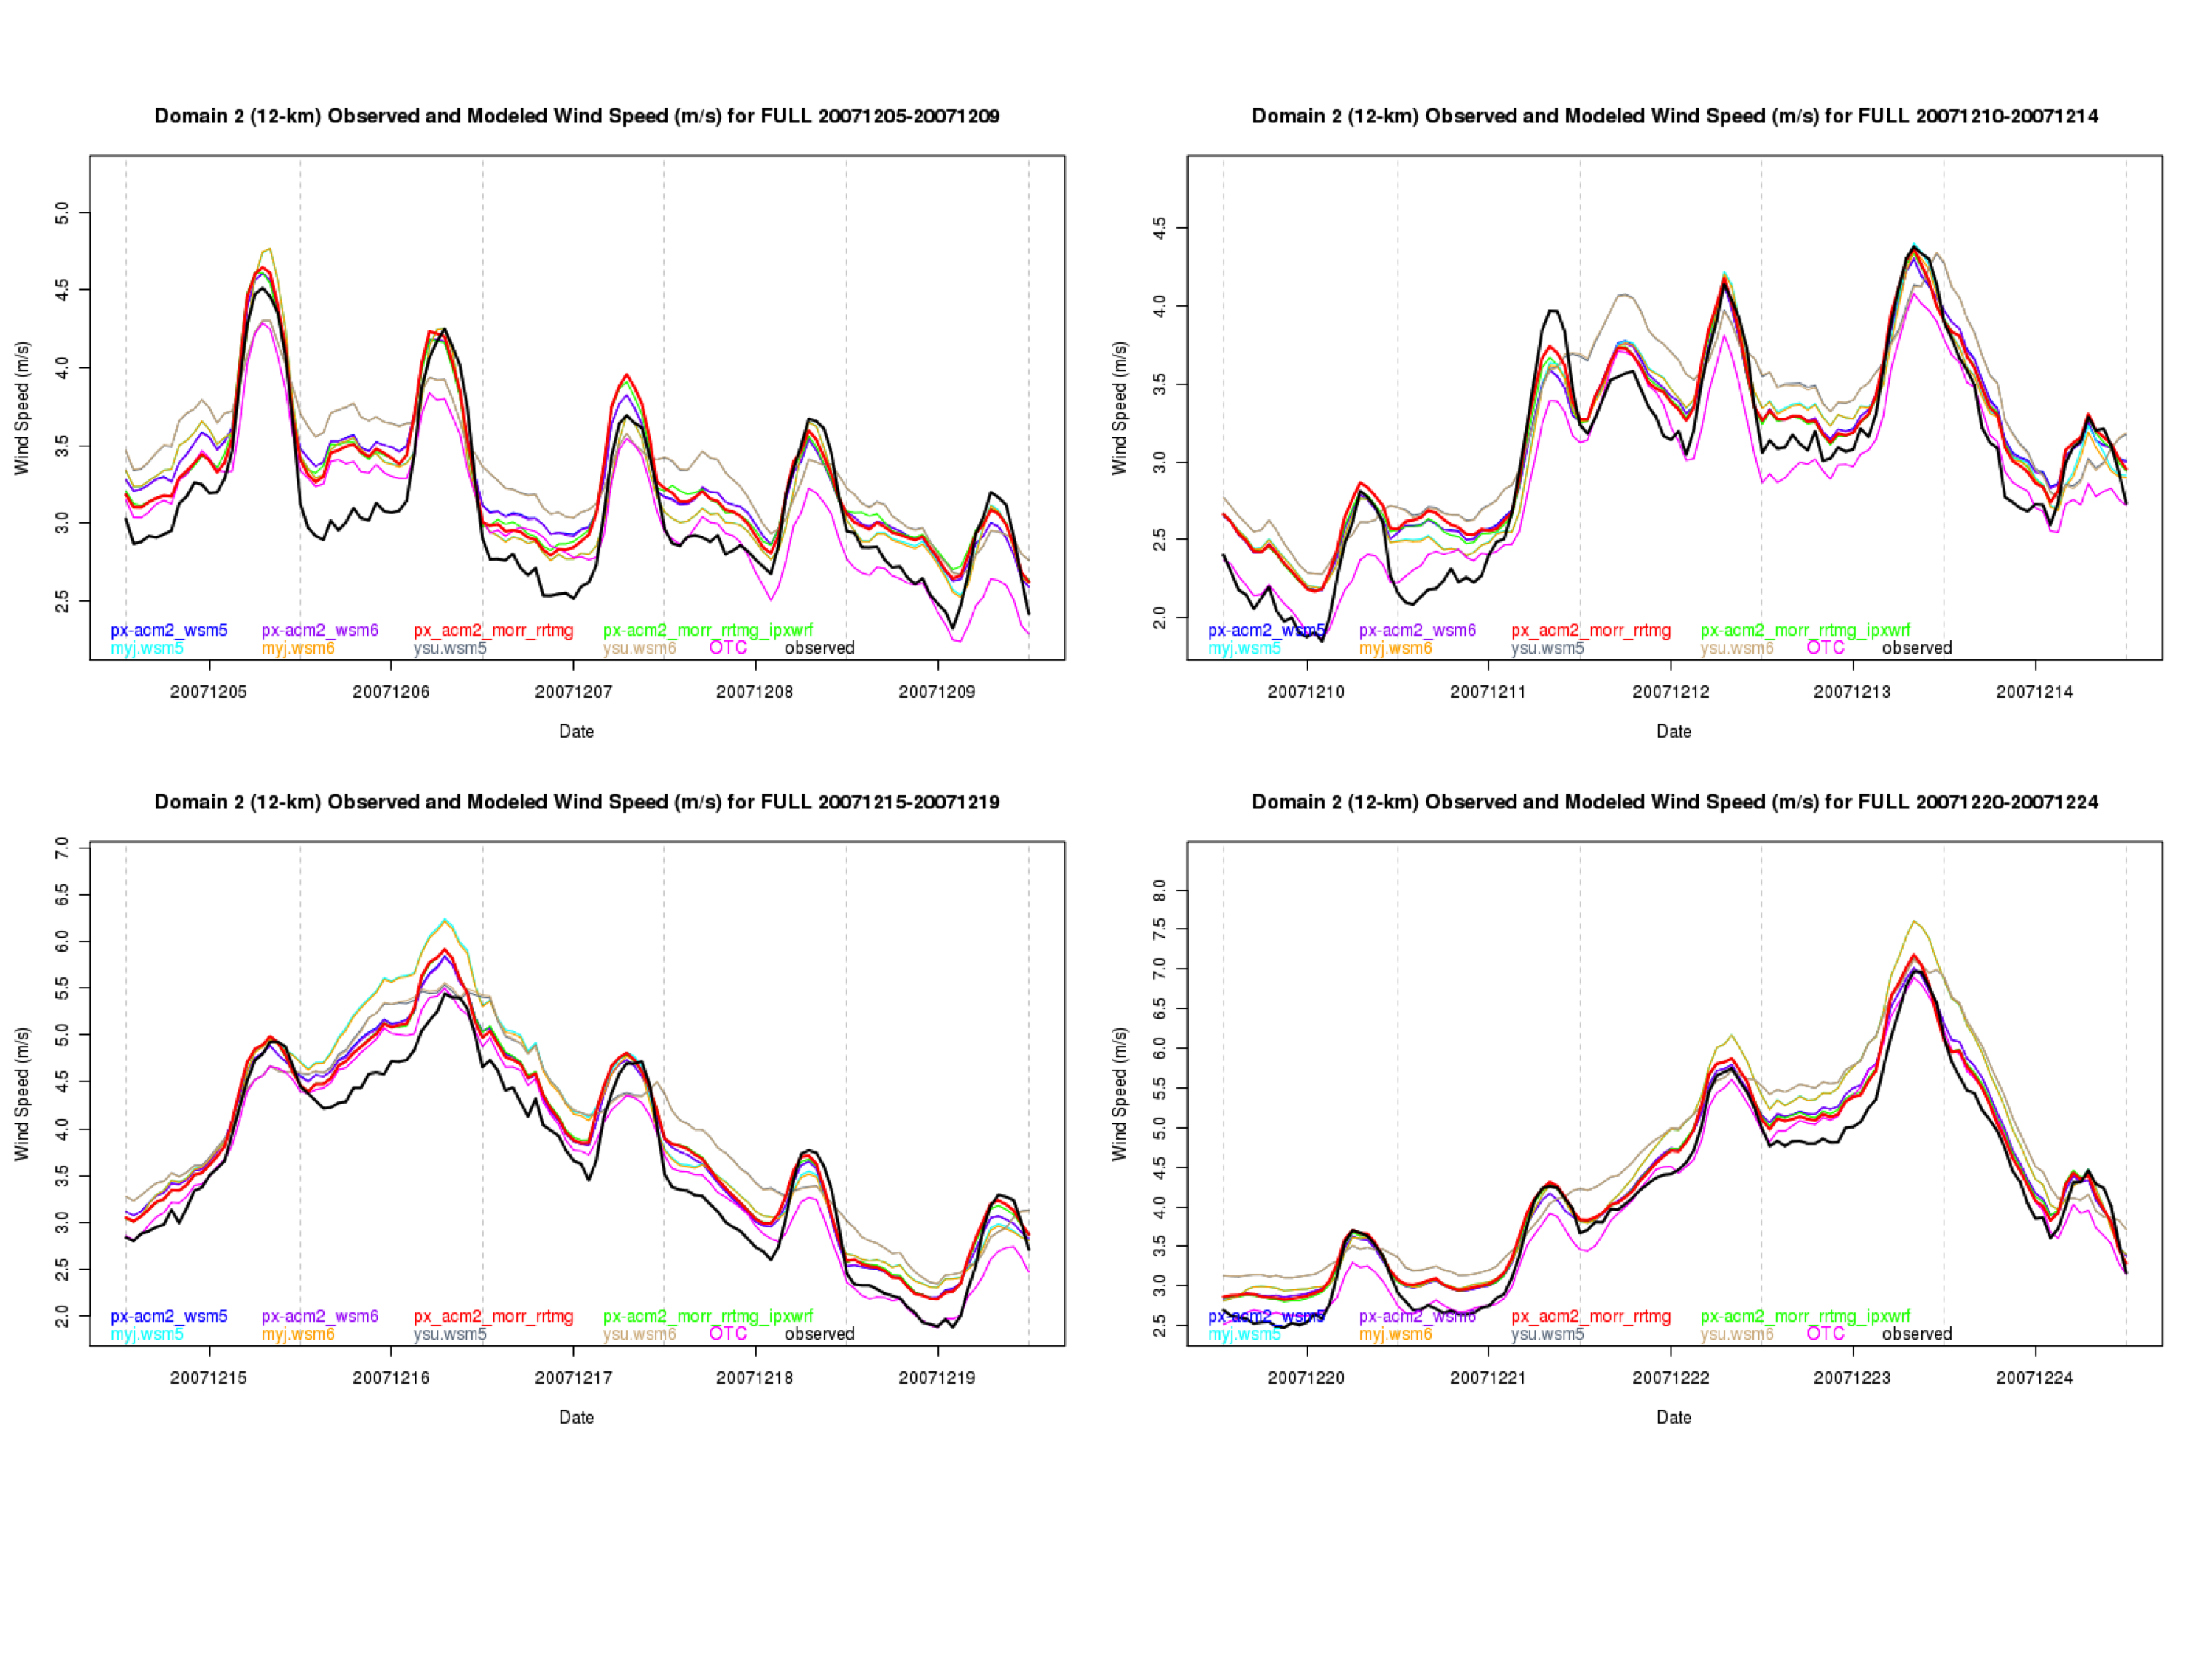 Domain 2 (12-km) Observed and Modeled Wind Speed (m/s) for FULL 20071205-20071209
Wind Speed (m/s)
5.0
4.5
4.0
3.5
3.0
2.5
px-acm2_wsm5 px-acm2_wsm6 px_acm2_morr_rrtmg px-acm2_morr_rrtmg_ipxwrf
myj.wsm5 myj.wsm6 ysu.wsm5 ysu.wsm6 OTC observed
20071205 20071206 20071207 20071208 20071209
Date
Domain 2 (12-km) Observed and Modeled Wind Speed (m/s) for FULL 20071210-20071214
Wind Speed (m/s)
4.5
4.0
3.5
3.0
2.5
2.0
px-acm2_wsm5 px-acm2_wsm6 px_acm2_morr_rrtmg px-acm2_morr_rrtmg_ipxwrf
myj.wsm5 myj.wsm6 ysu.wsm5 ysu.wsm6 OTC observed
20071210 20071211 20071212 20071213 20071214
Date
Domain 2 (12-km) Observed and Modeled Wind Speed (m/s) for FULL 20071215-20071219
Wind Speed (m/s)
7.0
6.5
6.0
5.5
5.0
4.5
4.0
3.5
3.0
2.5
2.0
px-acm2_wsm5 px-acm2_wsm6 px_acm2_morr_rrtmg px-acm2_morr_rrtmg_ipxwrf
myj.wsm5 myj.wsm6 ysu.wsm5 ysu.wsm6 OTC observed
20071215 20071216 20071217 20071218 20071219
Date
Domain 2 (12-km) Observed and Modeled Wind Speed (m/s) for FULL 20071220-20071224
Wind Speed (m/s)
8.0
7.5
7.0
6.5
6.0
5.5
5.0
4.5
4.0
3.5
3.0
2.5
px-acm2_wsm5 px-acm2_wsm6 px_acm2_morr_rrtmg px-acm2_morr_rrtmg_ipxwrf
myj.wsm5 myj.wsm6 ysu.wsm5 ysu.wsm6 OTC observed
20071220 20071221 20071222 20071223 20071224
Date